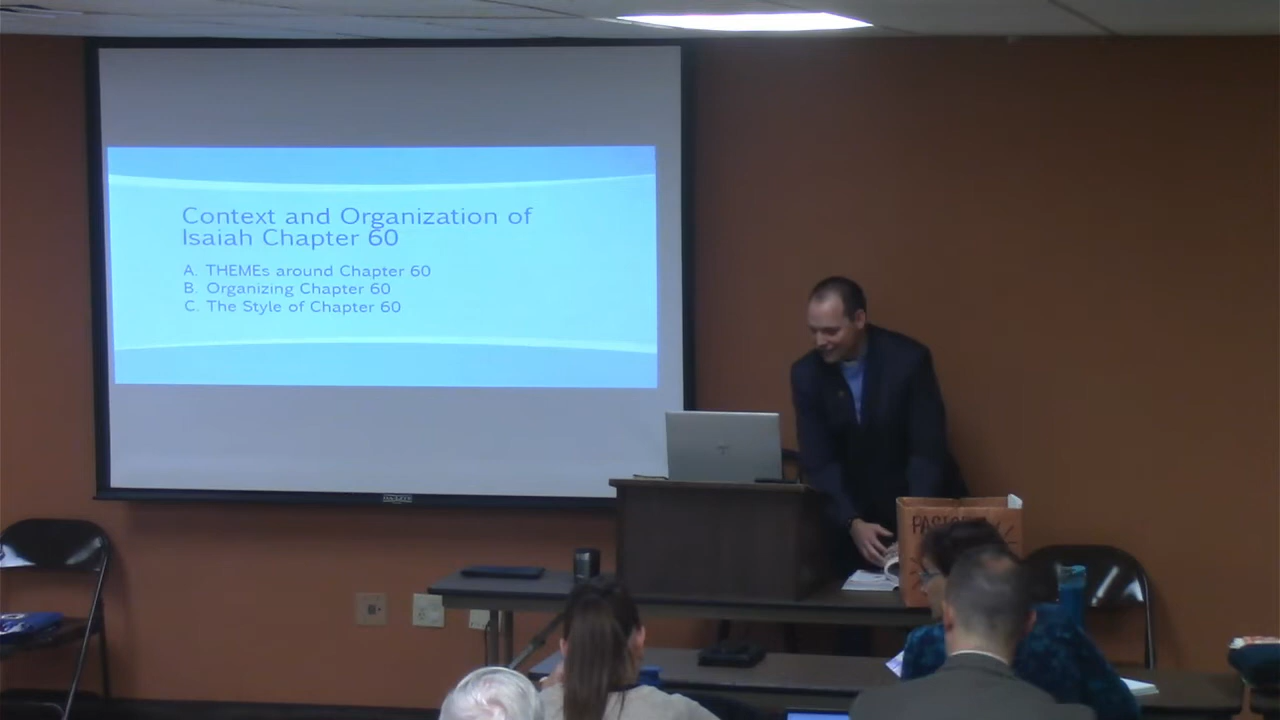 Context and Organization of
Isaiah Chapter 60
A. THEMEs around Chapter 60
B. Organizing Chapter 60
C. The Style of Chapter 60